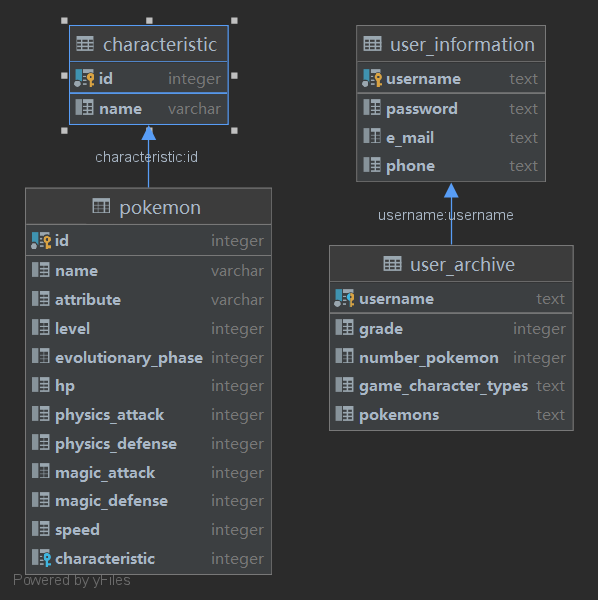 characteristic
id integer
name varchar
characteristic:id
pokemon
id integer
name varchar
attribute varchar
level integer
evolutionary_phase integer
hp integer
physics_attack integer
physics_defense integer
magic_attack integer
magic_defense integer
speed integer
characteristic integer
user_information
username text
password text
e_mail text
phone text
username:username
user_archive
username text
grade integer
number_pokemon integer
game_character_types text
pokemons text
Powered by yFiles